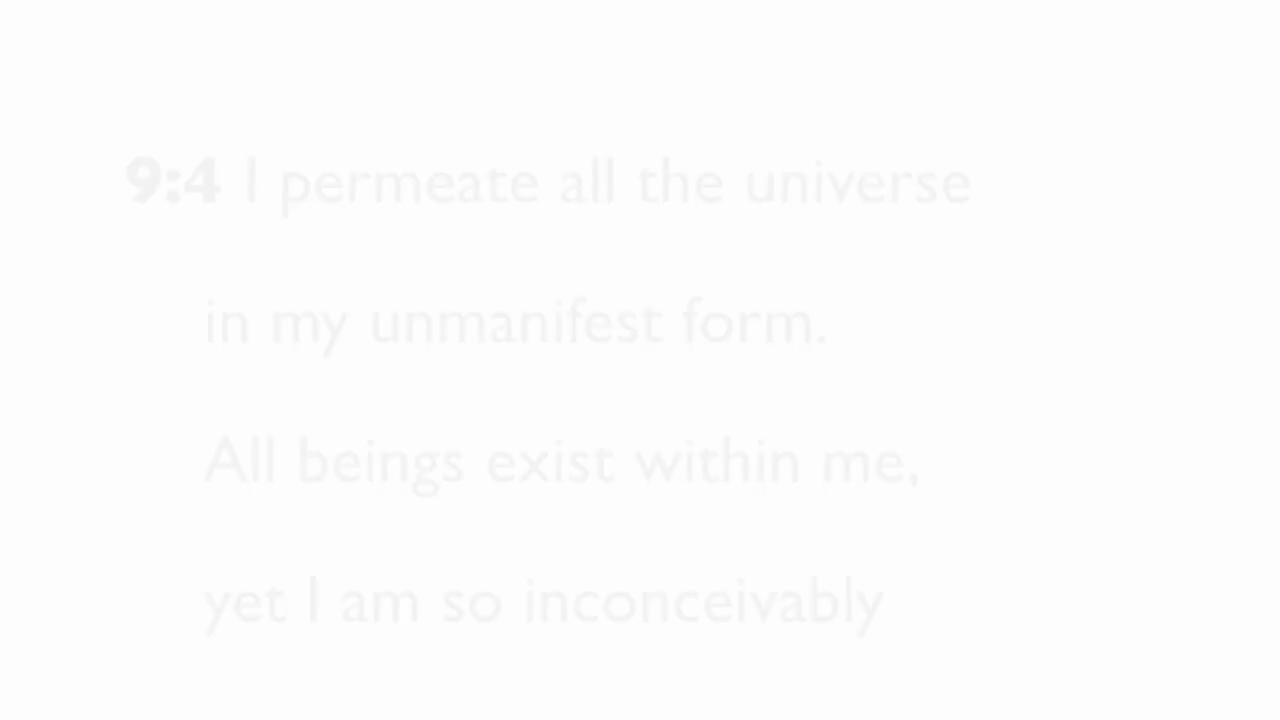 9:4 I permeate all the universe
in my unmanifest form.
All beings exist within me,
yet I am so inconceivably